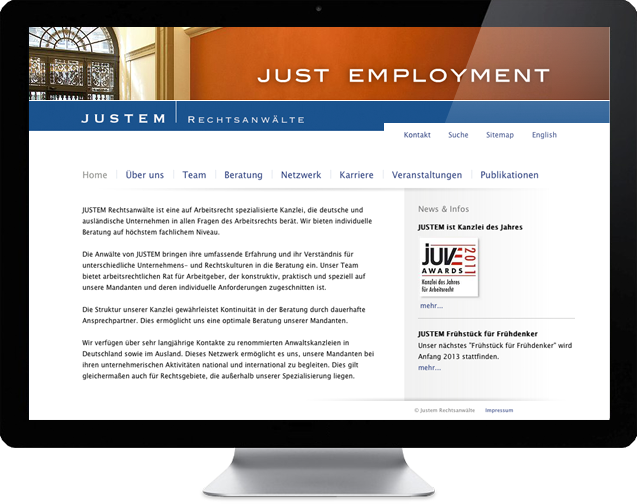 JUST EMPLOYMENT
JUSTEM RECHTSANWÄLTE
Kontakt Suche Sitemap English
Home Über uns Team Beratung Netzwerk Karriere Veranstaltungen Publikationen
JUSTEM Rechtsanwälte ist eine auf Arbeitsrecht spezialisierte Kanzlei, die deutsche und
ausländische Unternehmen in allen Fragen des Arbeitsrechts berät. Wir bieten individuelle
Beratung auf höchstem fachlichem Niveau.
Die Anwälte von JUSTEM bringen ihre umfassende Erfahrung und ihr Verständnis für
unterschiedliche Unternehmens- und Rechtskulturen in die Beratung ein. Unser Team
bietet arbeitsrechtlichen Rat für Arbeitgeber, der konstruktiv, praktisch und speziell auf
unsere Mandanten und deren individuelle Anforderungen zugeschnitten ist.
Die Struktur unserer Kanzlei gewährleistet Kontinuität in der Beratung durch dauerhafte
Ansprechpartner. Dies ermöglicht uns eine optimale Beratung unserer Mandanten.
Wir verfügen über sehr langjährige Kontakte zu renommierten Anwaltskanzleien in
Deutschland sowie im Ausland. Dieses Netzwerk ermöglicht es uns, unsere Mandanten bei
ihren unternehmerischen Aktivitäten national und international zu begleiten. Dies gilt
gleichermaßen auch für Rechtsgebiete, die außerhalb unserer Spezialisierung liegen.
News & Infos
JUSTEM ist Kanzlei des Jahres
JUVE
AWARDS
2011
Kanzlei des Jahres
für Arbeitsrecht
mehr...
JUSTEM Frühstück für Frühdenker
Unser nächstes "Frühstück für Frühdenker" wird
Anfang 2013 stattfinden.
mehr...
© Justem Rechtsanwälte Impressum